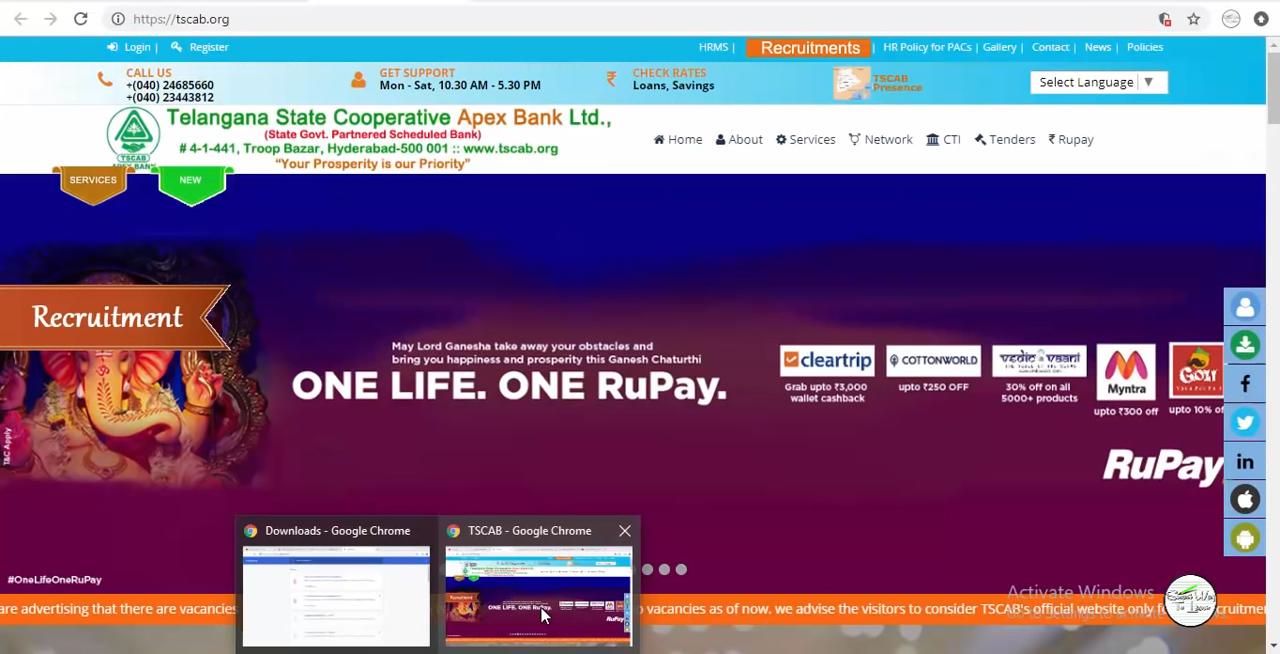 https://tscab.org
Login |
Register
HRMS |
Recruitments
| HR Policy for PACs | Gallery | Contact | News | Policies
CALL US
+(040) 24685660
+(040) 23443812
GET SUPPORT
Mon - Sat, 10.30 AM - 5.30 PM
CHECK RATES
Loans, Savings
TSCAB
Presence
Select Language ▼
Telangana State Cooperative Apex Bank Ltd.,
(State Govt. Partnered Scheduled Bank)
# 4-1-441, Troop Bazar, Hyderabad-500 001 :: www.tscab.org
"Your Prosperity is our Priority"
TSCAB
Home
About
Services
Network
CTI
Tenders
₹ Rupay
SERVICES
NEW
Recruitment
May Lord Ganesha take away your obstacles and
bring you happiness and prosperity this Ganesh Chaturthi
ONE LIFE. ONE RuPay.
cleartrip
Grab upto ₹3,000
wallet cashback
COTTONWORLD
upto ₹250 OFF
vedic vaani
30% off on all
5000+ products
Myntra
upto ₹300 off
upto 10% of
RuPay
T&C Apply
#OneLifeOneRuPay
Downloads - Google Chrome
TSCAB - Google Chrome
are advertising that there are vacancies
o vacancies as of now. we advise the visitors to consider TSCAB's official website only
Activate Windows